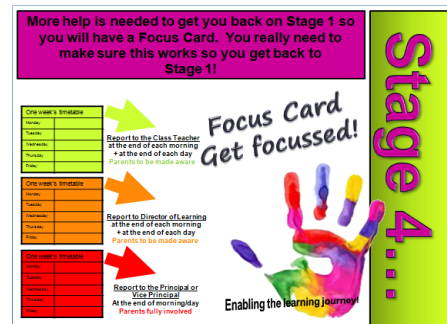 More help is needed to get you back on Stage 1 so
you will have a Focus Card. You really need to
make sure this works so you get back to
Stage 1!
Stage 4...
Focus Card
Get focussed!
One week's timetable
Monday
Tuesday
Wednesday
Thursday
Friday
Report to the Class Teacher
at the end of each morning
+ at the end of each day
Parents to be made aware
One week's timetable
Monday
Tuesday
Wednesday
Thursday
Friday
Report to Director of Learning
at the end of each morning
+ at the end of each day
Parents to be made aware
One week's timetable
Monday
Tuesday
Wednesday
Thursday
Friday
Report to the Principal or
Vice Principal
At the end of morning/day
Parents fully involved
Enabling the learning journey!